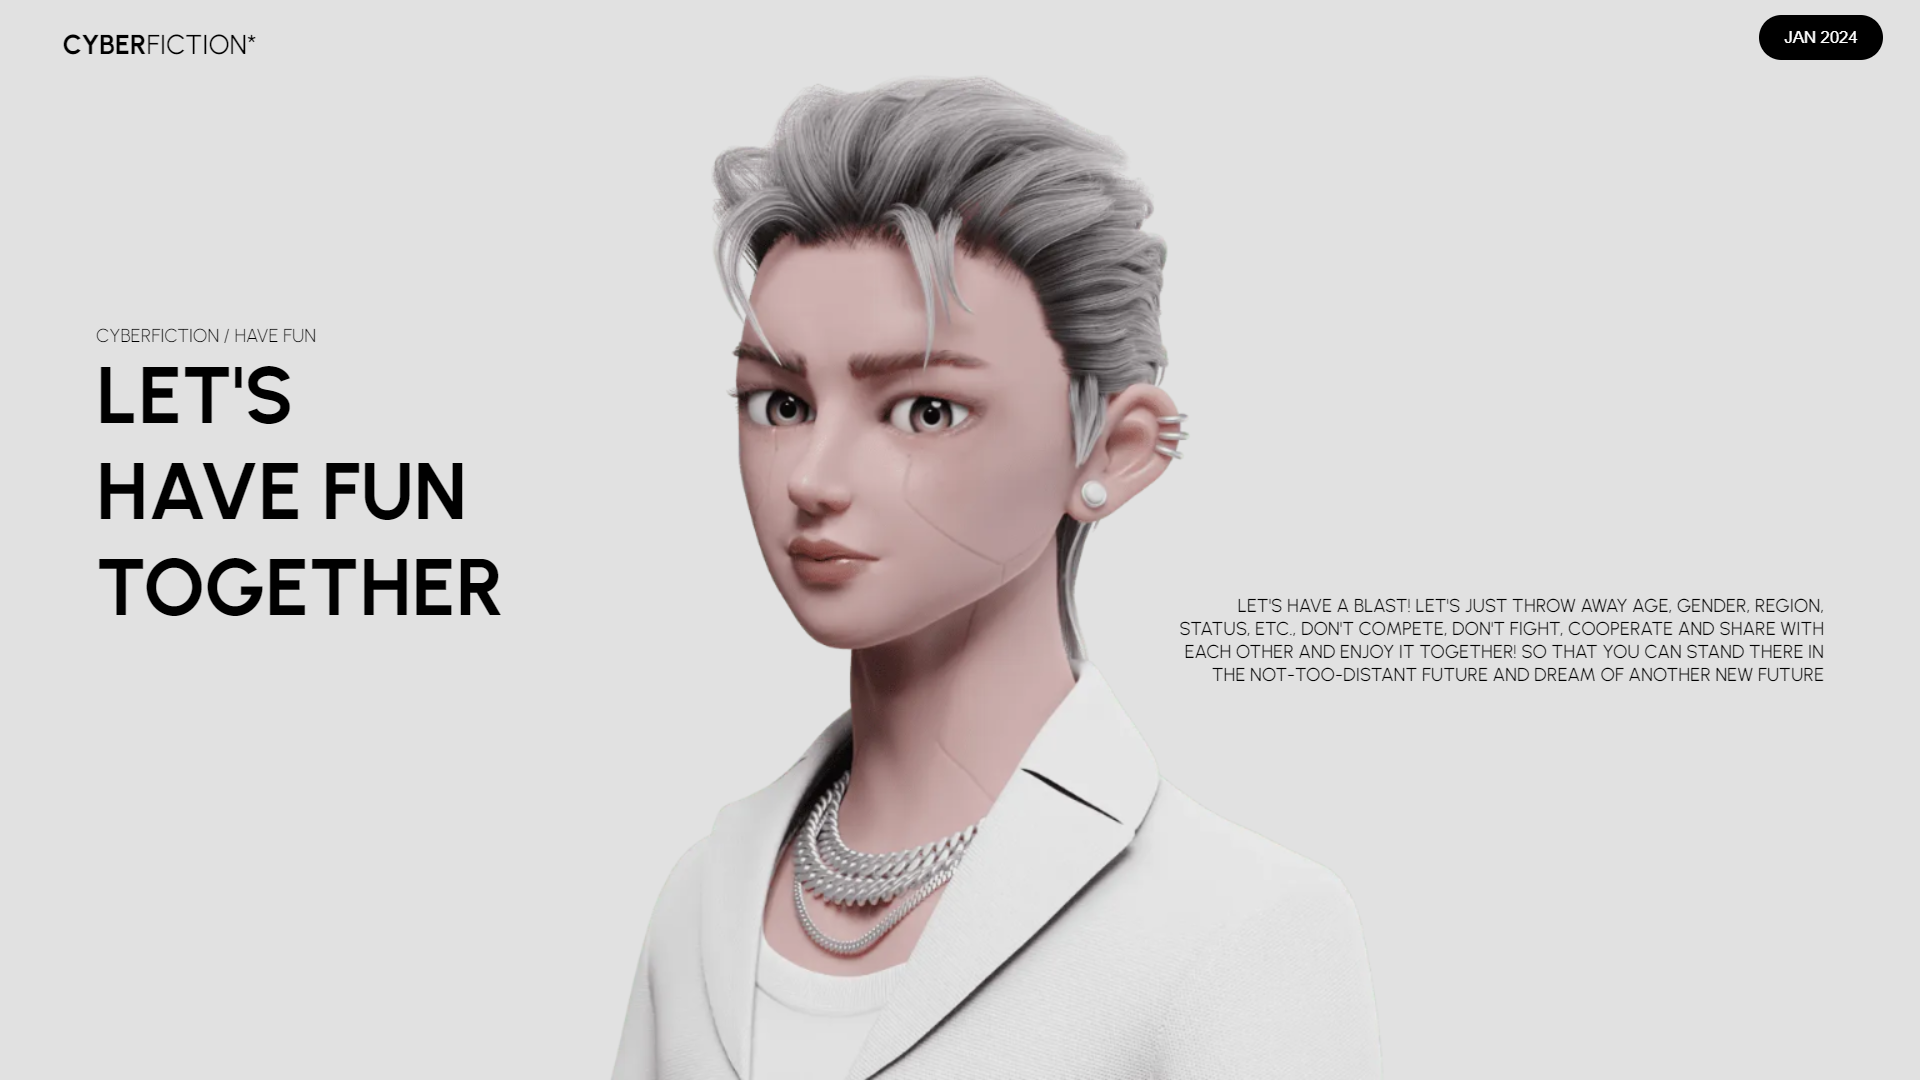 CYBERFICTION*
JAN 2024
CYBERFICTION / HAVE FUN
LET'S
HAVE FUN
TOGETHER
LET'S HAVE A BLAST! LET'S JUST THROW AWAY AGE, GENDER, REGION,
STATUS, ETC., DON'T COMPETE, DON'T FIGHT, COOPERATE AND SHARE WITH
EACH OTHER AND ENJOY IT TOGETHER! SO THAT YOU CAN STAND THERE IN
THE NOT-TOO-DISTANT FUTURE AND DREAM OF ANOTHER NEW FUTURE